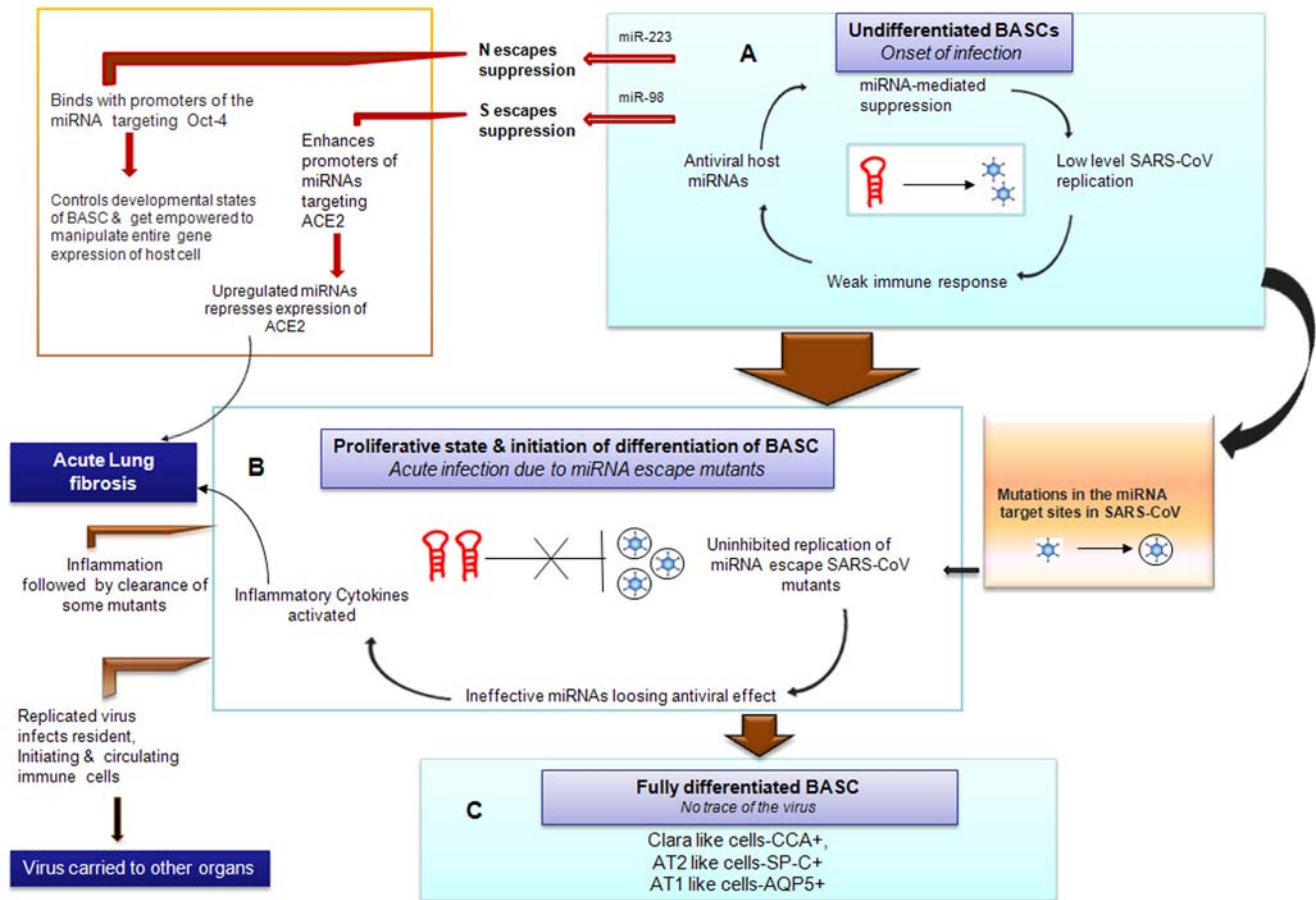 A
Undifferentiated BASCs
Onset of infection
miRNA-mediated
suppression
Low level SARS-CoV
replication
Weak immune response
Antiviral host
miRNAs
miR-223
miR-98
N escapes
suppression
S escapes
suppression
Binds with promoters of the
miRNA targeting Oct-4
Controls developmental states
of BASC & get empowered to
manipulate entire gene
expression of host cell
Enhances
promoters of
miRNAs
targeting
ACE2
Upregulated miRNAs
represses expression of
ACE2
Acute Lung
fibrosis
B
Proliferative state & initiation of differentiation of BASC
Acute infection due to miRNA escape mutants
Mutations in the miRNA
target sites in SARS-CoV
Uninhibited replication of
miRNA escape SARS-CoV
mutants
Inflammatory Cytokines
activated
Ineffective miRNAs loosing antiviral effect
Inflammation
followed by clearance of
some mutants
Replicated virus
infects resident,
Initiating & circulating
immune cells
Virus carried to other organs
C
Fully differentiated BASC
No trace of the virus
Clara like cells-CCA+,
AT2 like cells-SP-C+
AT1 like cells-AQP5+